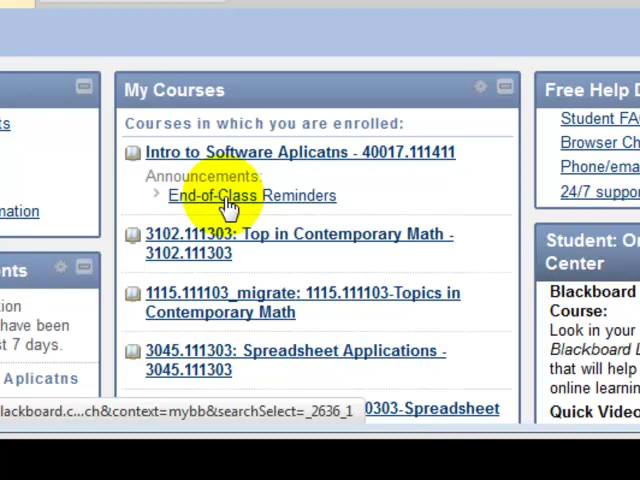 ts
mation
nts
tion
have been
t 7 days.
Aplicatns
My Courses
Courses in which you are enrolled:
Intro to Software Aplicatns - 40017.111411
Announcements:
End-of-Class Reminders
3102.111303: Top in Contemporary Math -
3102.111303
1115.111103_migrate: 1115.111103-Topics in
Contemporary Math
3045.111303: Spreadsheet Applications -
3045.111303
0303-Spreadsheet
lackboard.c...ch&context=mybb&searchSelect=_2636_1
Free Help D
Student FA
Browser Ch
Phone/ema
24/7 suppor
Student: On
Center
Blackboard
Course:
Look in your
Blackboard L
that will help
online learnin
Quick Video